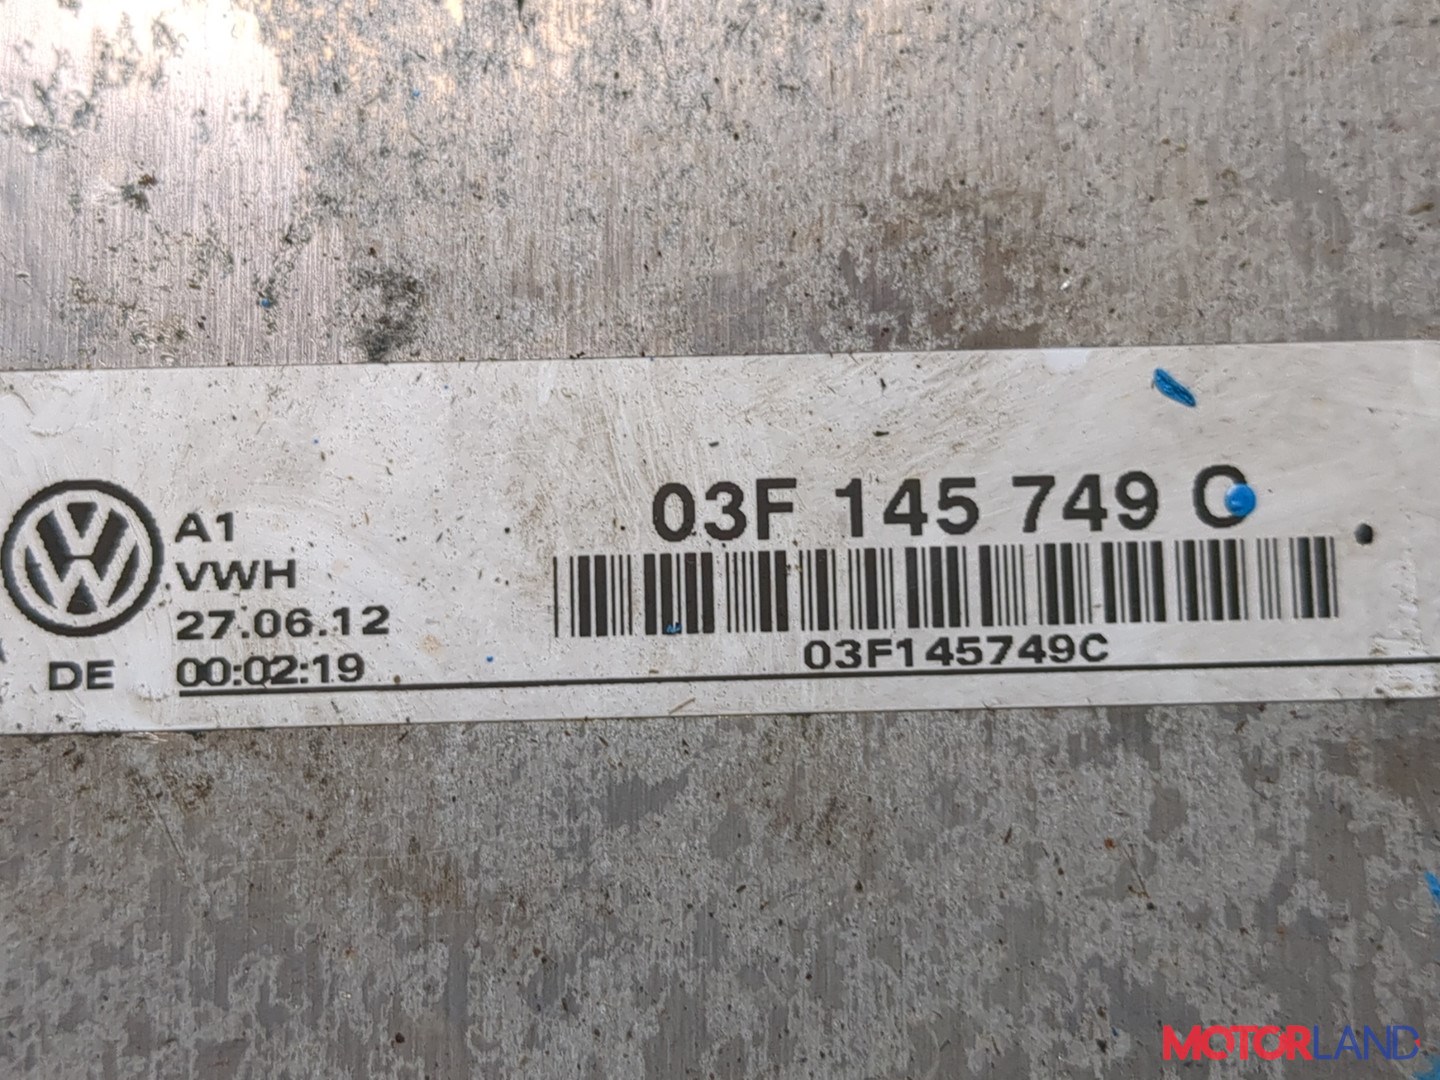 03F 145 749 C
A1
VWH
27.06.12
DE 00:02:19
03F145749C
MOTORLAND